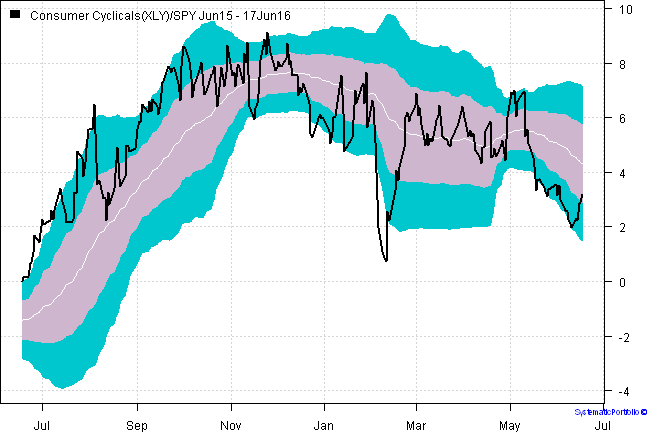 Consumer Cyclicals(XLY)/SPY Jun15 - 17Jun16
10
8
6
4
2
0
-2
-4
SystematicPortfolio ©
Jul
Sep
Nov
Jan
Mar
May
Jul